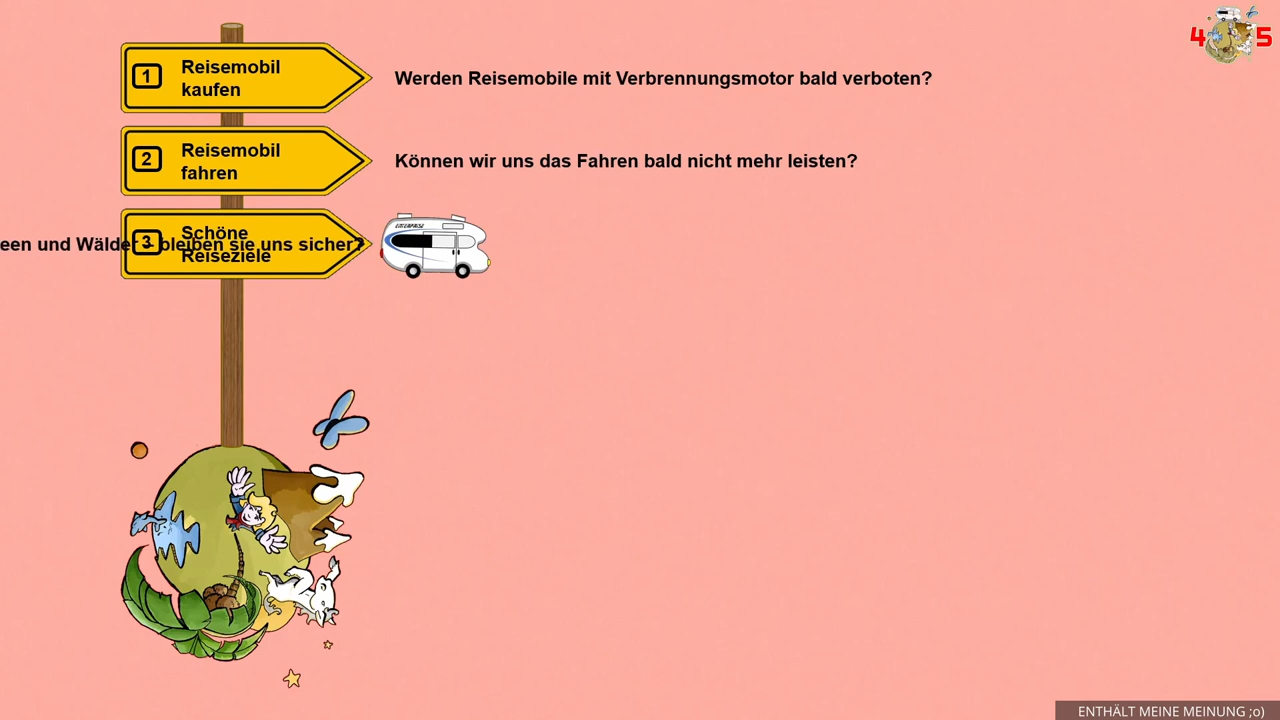 1 Reisemobil
kaufen
Werden Reisemobile mit Verbrennungsmotor bald verboten?
2 Reisemobil
fahren
Können wir uns das Fahren bald nicht mehr leisten?
3 Schöne
Reiseziele
een und Wälder - bleiben sie uns sicher?
ENTERPRISE
4 5
ENTHÄLT MEINE MEINUNG ;o)